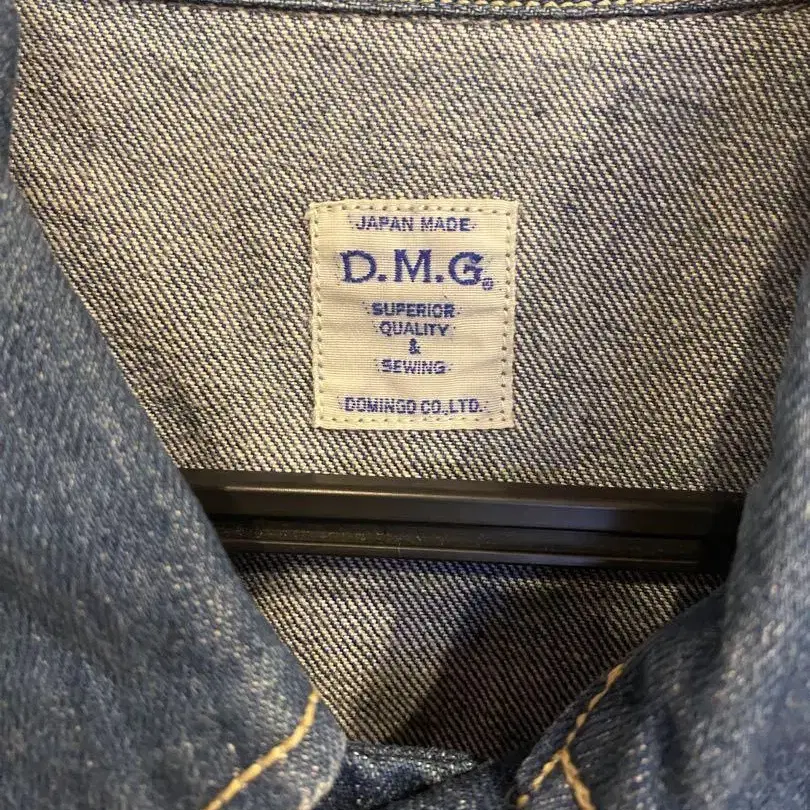 JAPAN MADE
D.M.G®
SUPERIOR
QUALITY
&
SEWING
DOMINGO CO.,LTD.